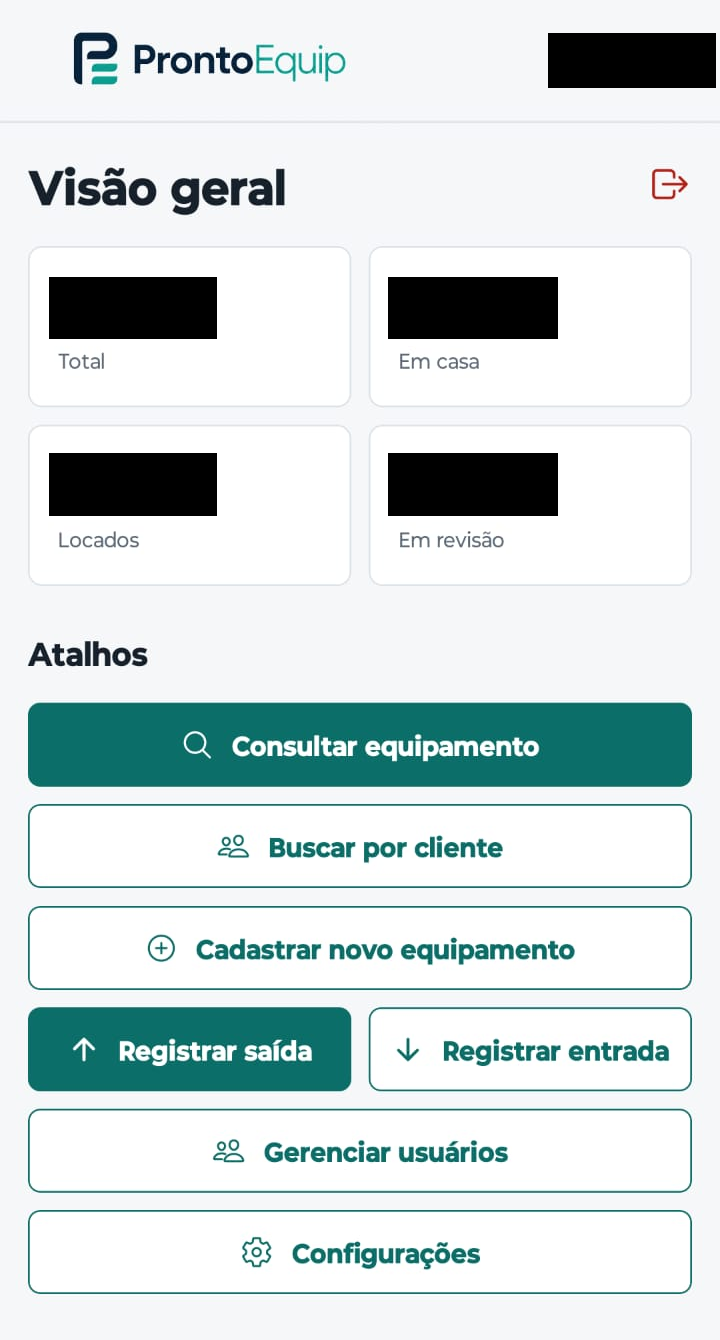 ProntoEquip
Visão geral
Total
Em casa
Locados
Em revisão
Atalhos
Consultar equipamento
Buscar por cliente
Cadastrar novo equipamento
Registrar saída
Registrar entrada
Gerenciar usuários
Configurações